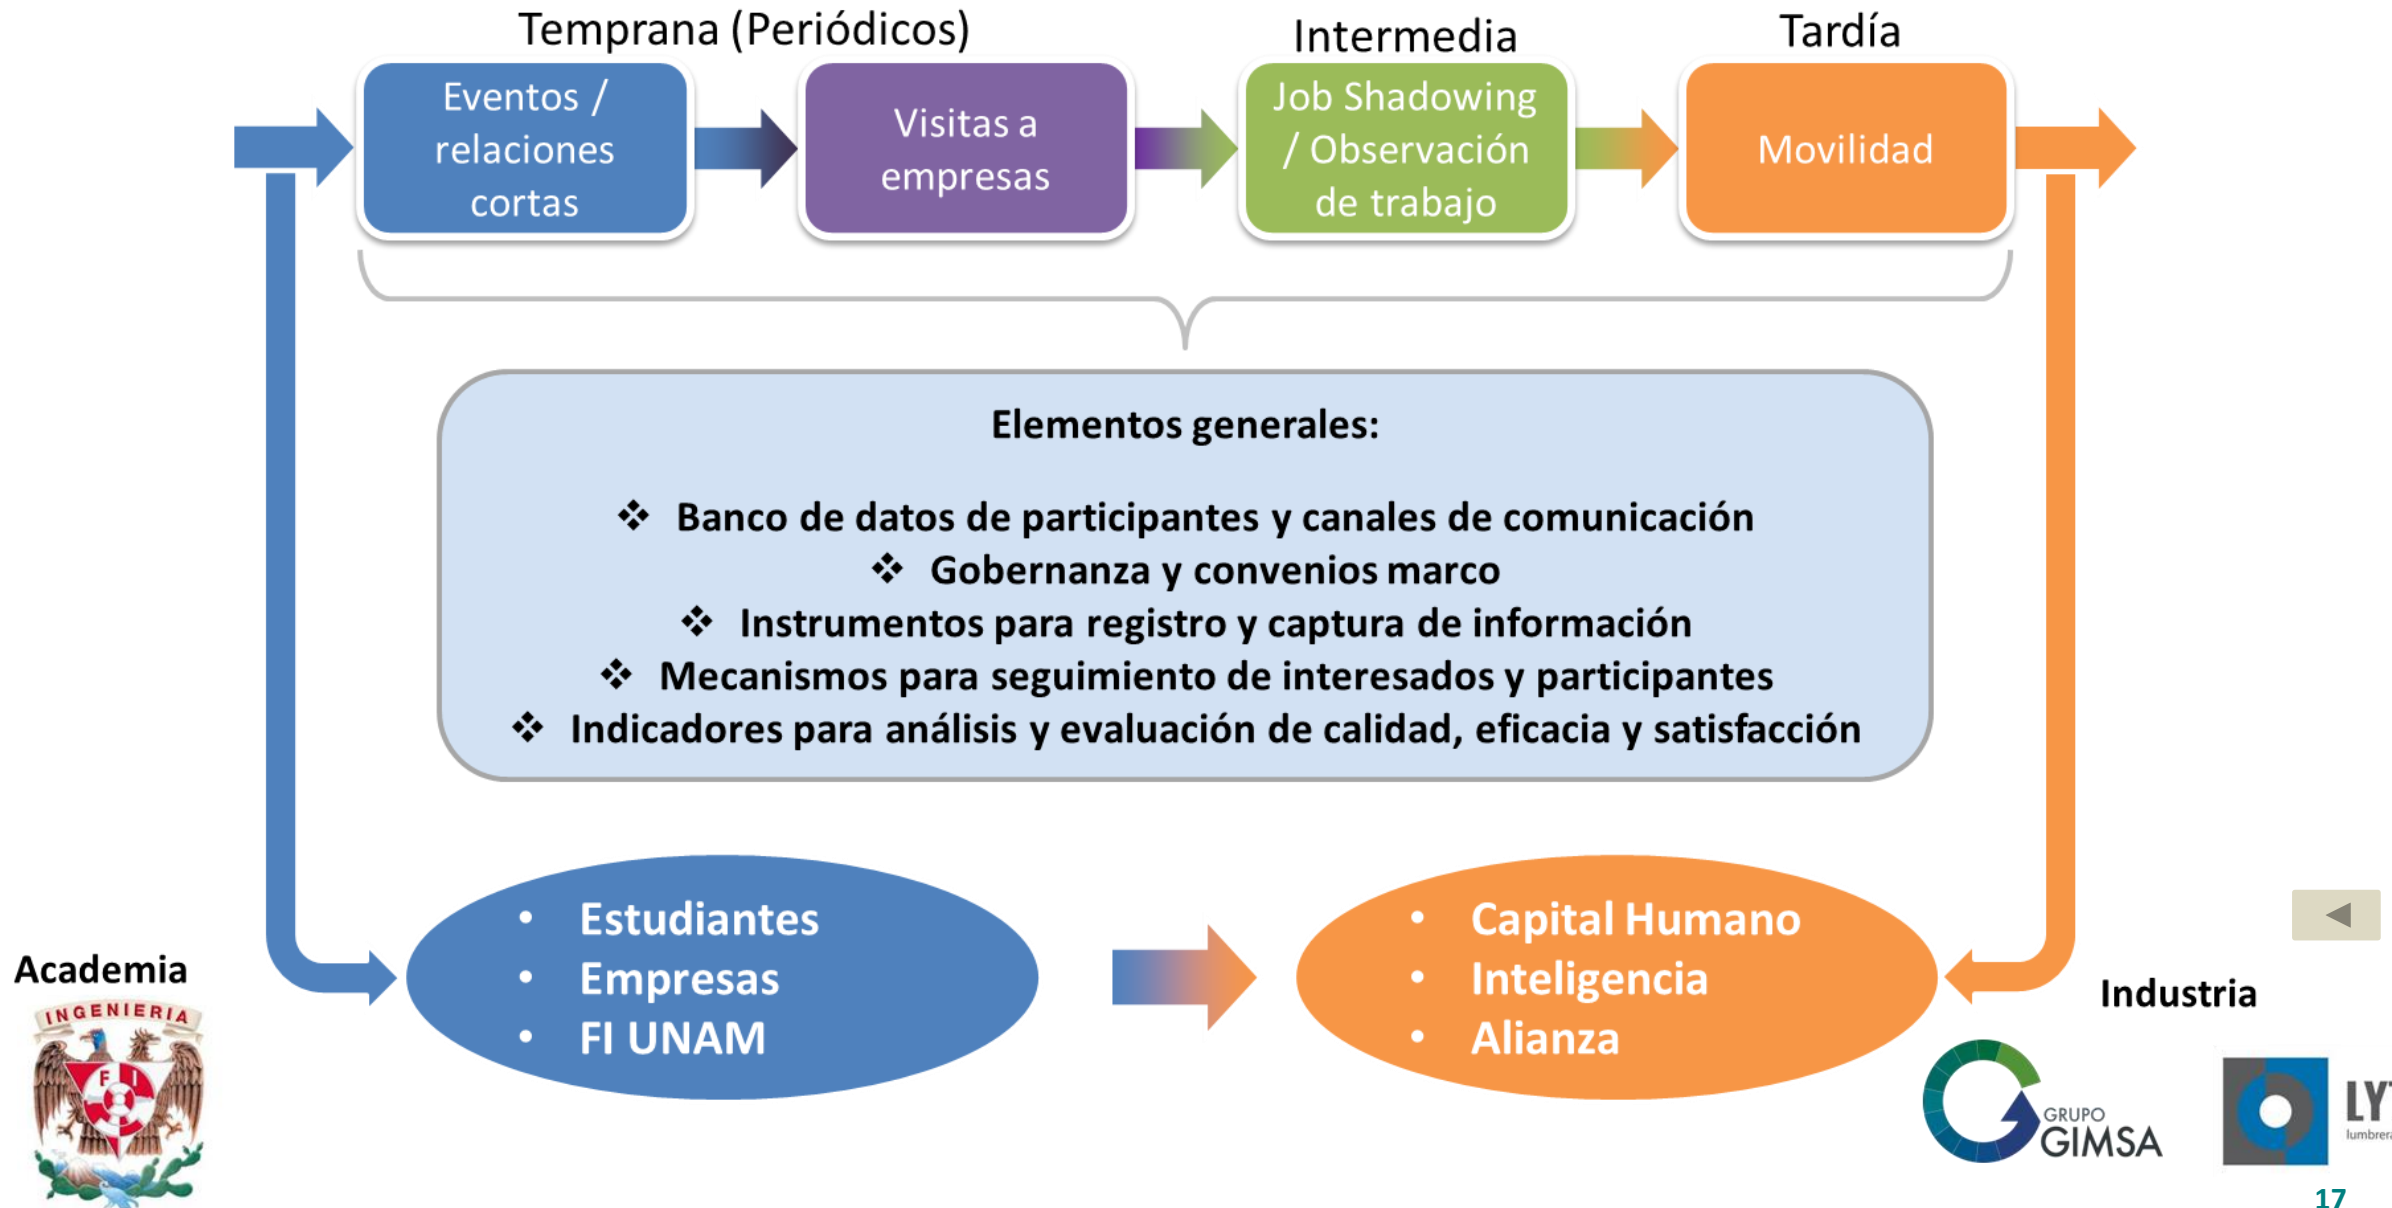 Temprana (Periódicos)
Intermedia
Tardía
Eventos /
relaciones
cortas
Visitas a
empresas
Job Shadowing
/ Observación
de trabajo
Movilidad
Elementos generales:
❖ Banco de datos de participantes y canales de comunicación
❖ Gobernanza y convenios marco
❖ Instrumentos para registro y captura de información
❖ Mecanismos para seguimiento de interesados y participantes
❖ Indicadores para análisis y evaluación de calidad, eficacia y satisfacción
• Estudiantes
• Empresas
• FI UNAM
• Capital Humano
• Inteligencia
• Alianza
Academia
INGENIERIA
F I
Industria
GRUPO
GIMSA
LY
17